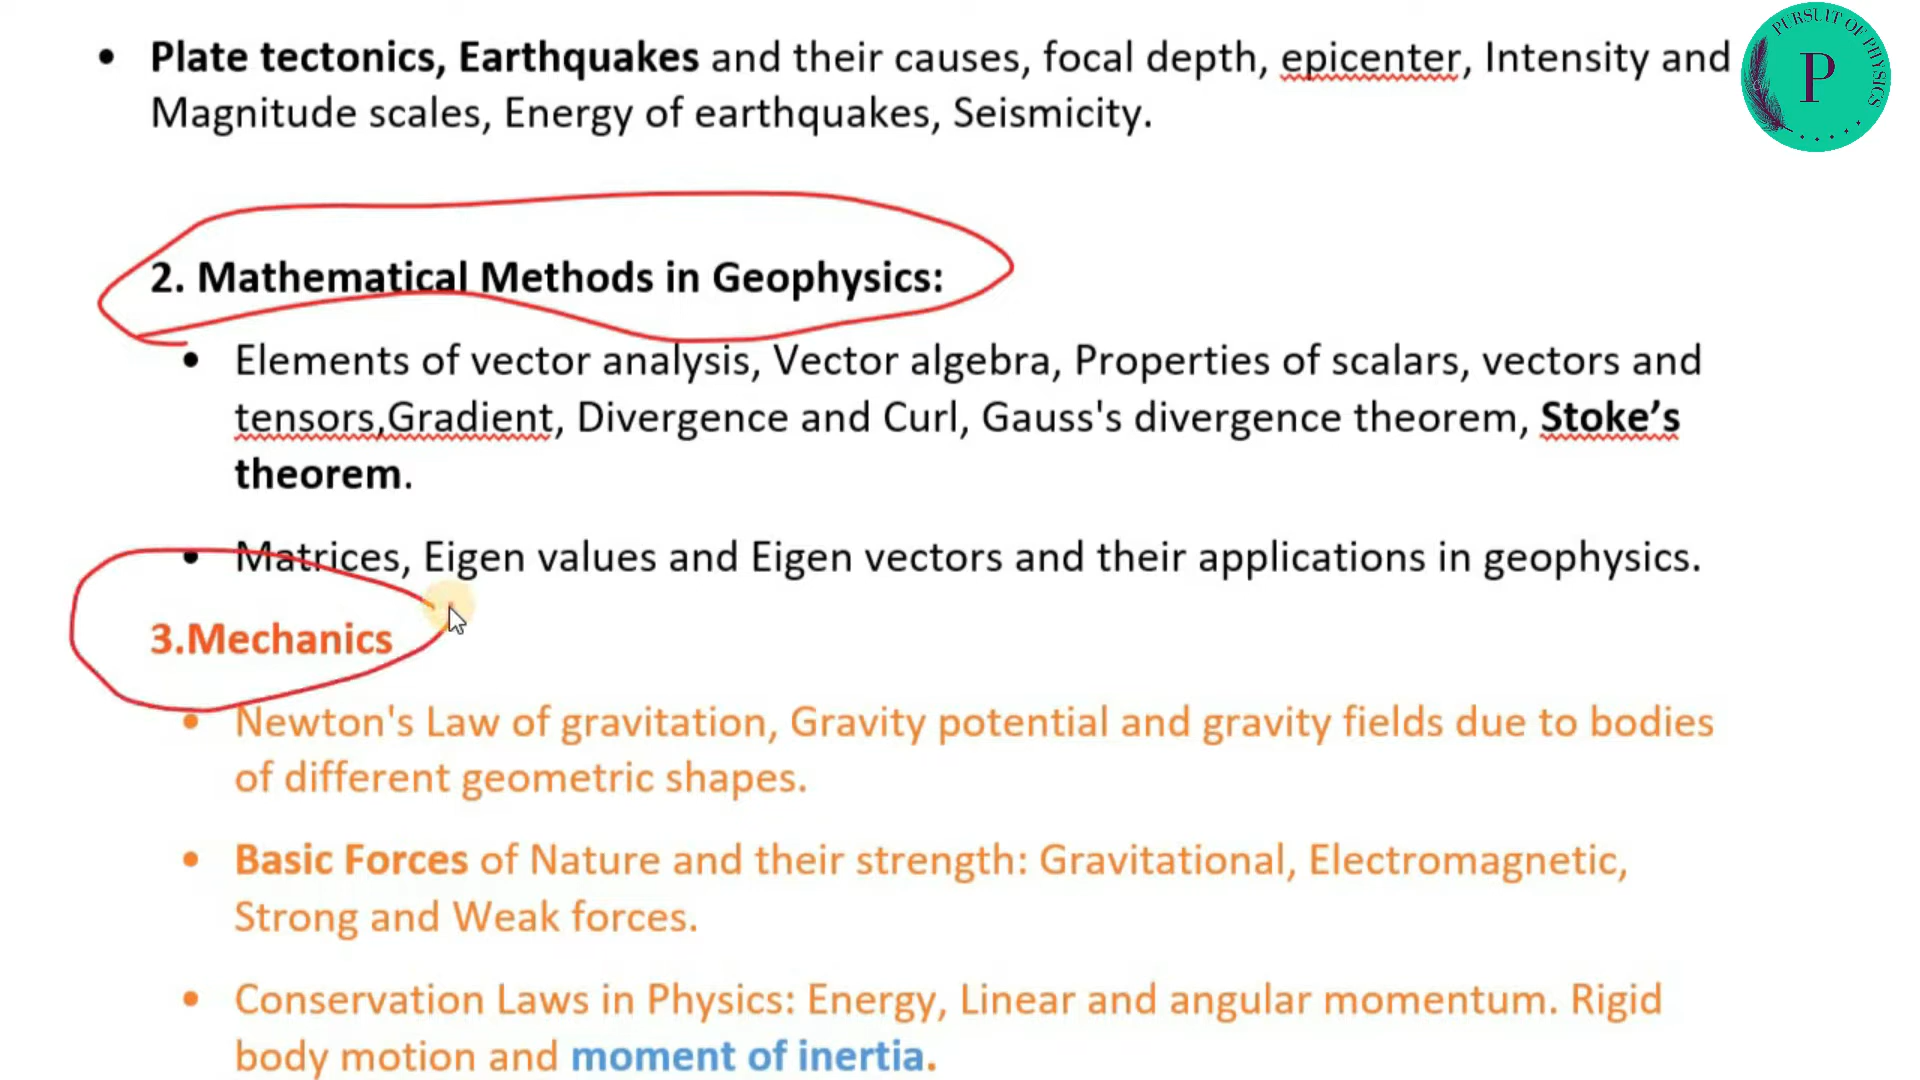 • Plate tectonics, Earthquakes and their causes, focal depth, epicenter, Intensity and
Magnitude scales, Energy of earthquakes, Seismicity.
PURSUIT OF PHYSICS
P
2. Mathematical Methods in Geophysics:
• Elements of vector analysis, Vector algebra, Properties of scalars, vectors and
tensors,Gradient, Divergence and Curl, Gauss's divergence theorem, Stoke’s
theorem.
• Matrices, Eigen values and Eigen vectors and their applications in geophysics.
3.Mechanics
• Newton's Law of gravitation, Gravity potential and gravity fields due to bodies
of different geometric shapes.
• Basic Forces of Nature and their strength: Gravitational, Electromagnetic,
Strong and Weak forces.
• Conservation Laws in Physics: Energy, Linear and angular momentum. Rigid
body motion and moment of inertia.